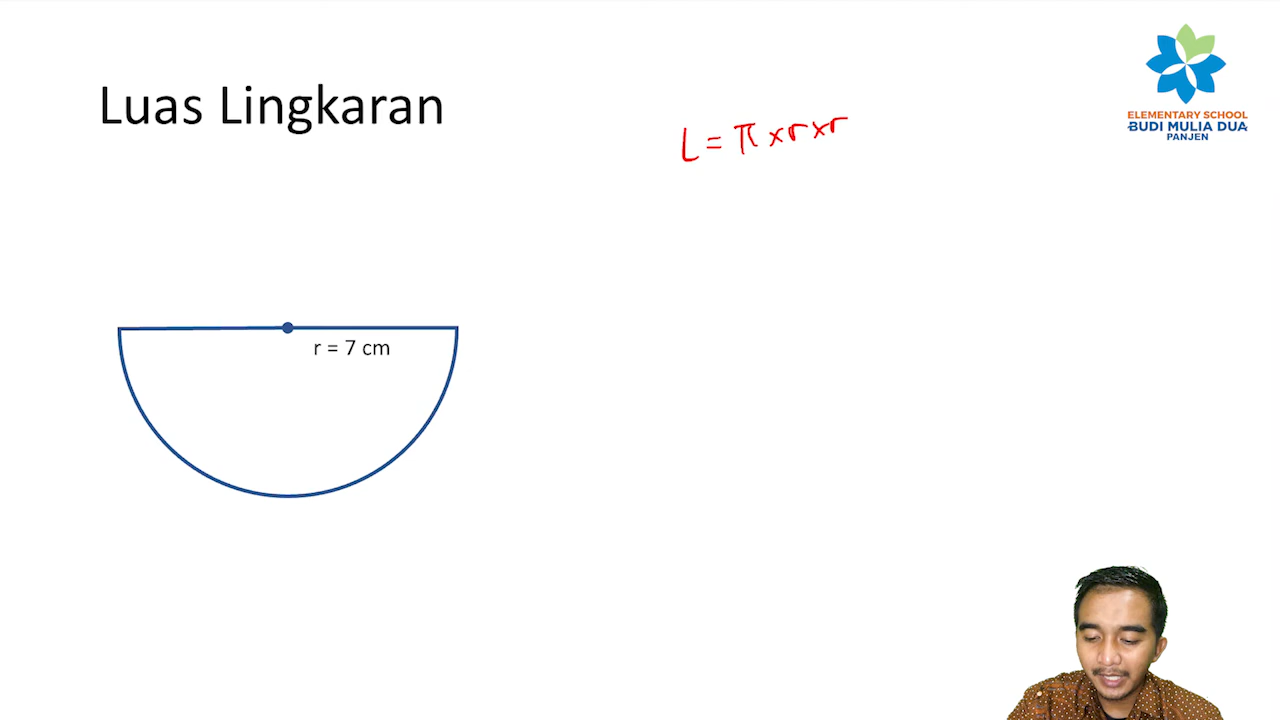 Luas Lingkaran
L = π × r × r
ELEMENTARY SCHOOL
BUDI MULIA DUA
PANJEN
r = 7 cm